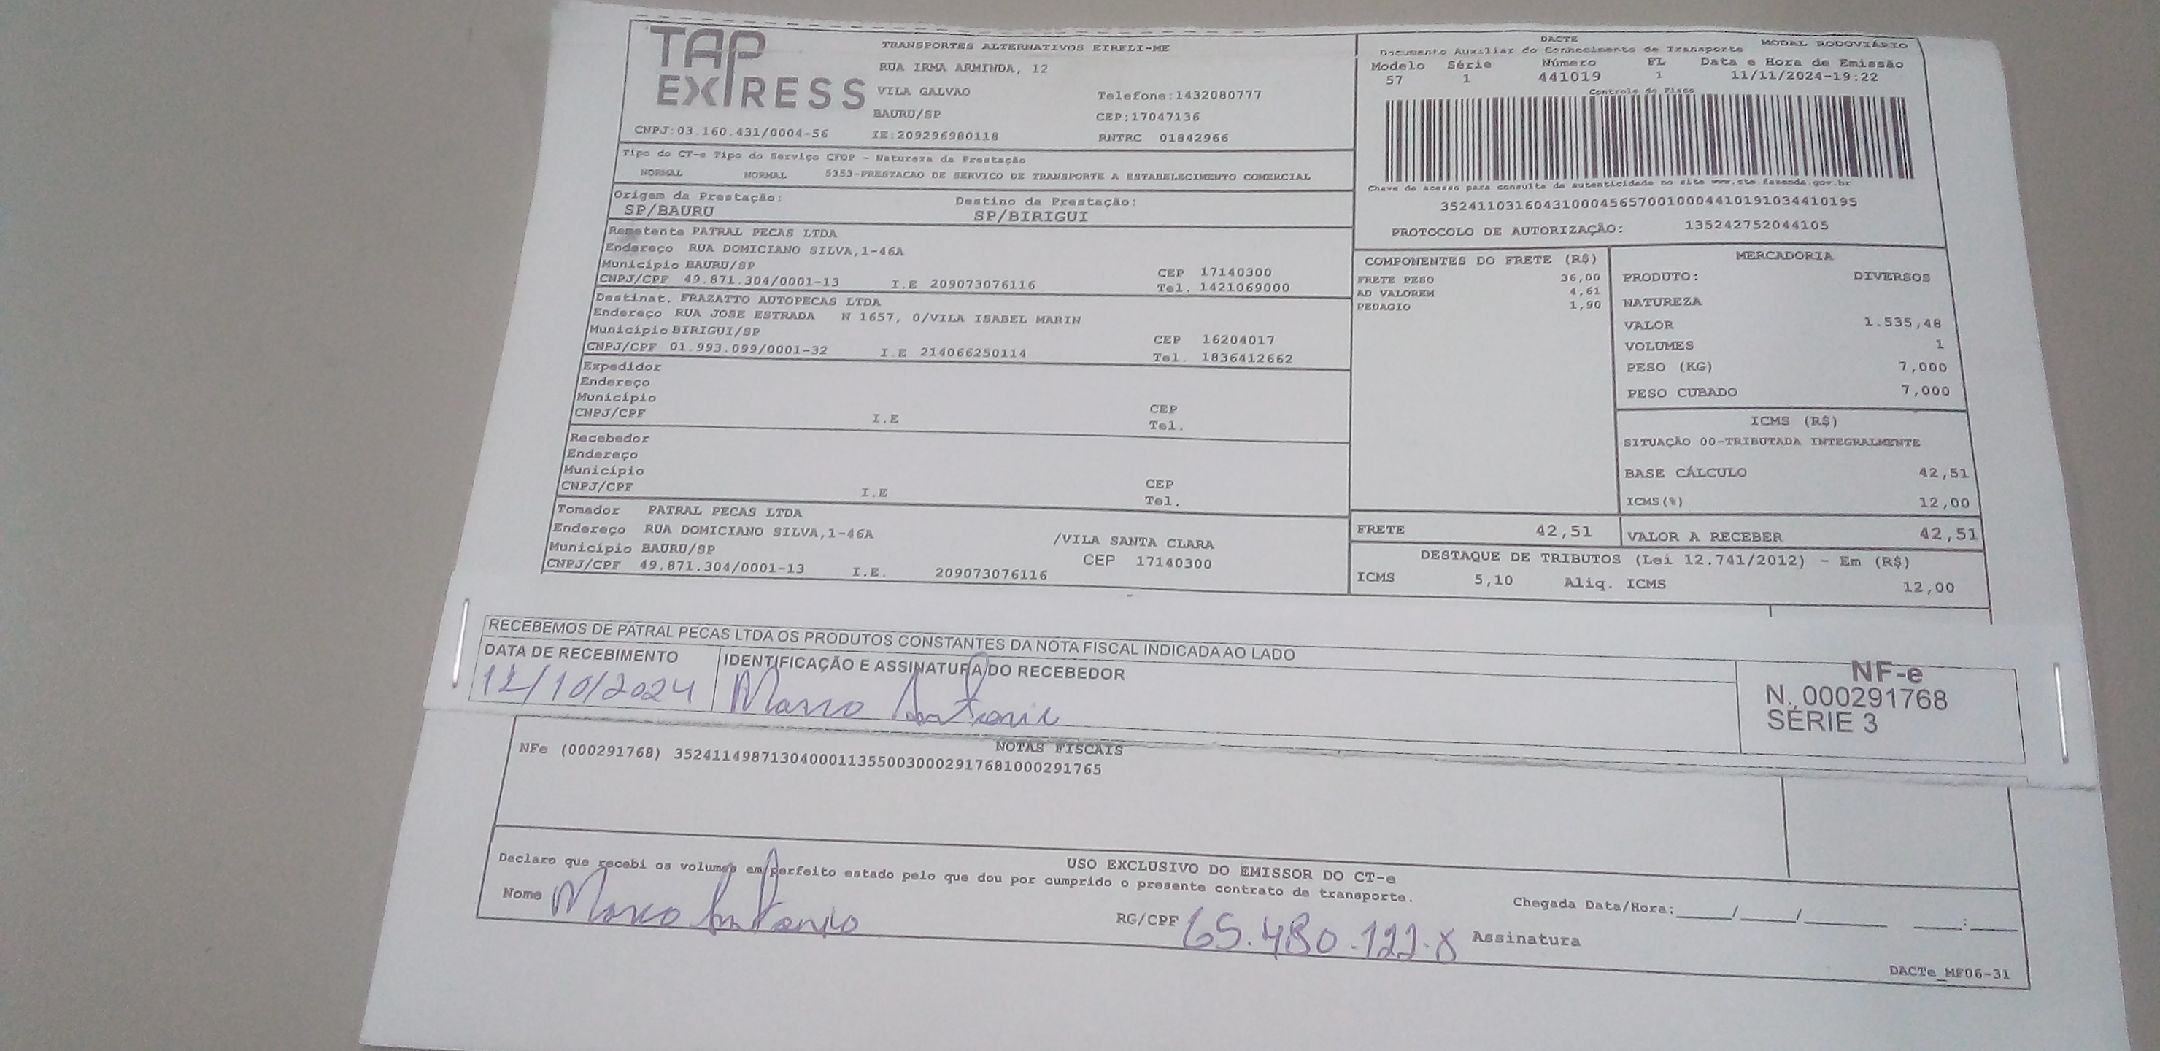 TAP EXPRESS
TRANSPORTES ALTERNATIVOS EIRELI-ME
RUA IRMA ARMINDA, 12
VILA GALVAO Telefone:1432080777
BAURU/SP CEP:17047136
CNPJ:03.160.431/0004-56 IE:209296980118 RNTRC 01842966
DACTE
Documento Auxiliar do Conhecimento de Transporte MODAL RODOVIÁRIO
Modelo Série Número FL Data e Hora de Emissão
57 1 441019 1 11/11/2024-19:22
Controle do Fisco
Chave de acesso para consulta de autenticidade no site www.cte.fazenda.gov.br
35241103160431000456570010004410191034410195
PROTOCOLO DE AUTORIZAÇÃO: 135242752044105
Tipo do CT-e Tipo do Serviço CFOP - Natureza da Prestação
NORMAL NORMAL 5353-PRESTACAO DE SERVICO DE TRANSPORTE A ESTABELECIMENTO COMERCIAL
Origem da Prestação: Destino da Prestação:
SP/BAURU SP/BIRIGUI
Remetente PATRAL PECAS LTDA
Endereço RUA DOMICIANO SILVA,1-46A
Município BAURU/SP CEP 17140300
CNPJ/CPF 49.871.304/0001-13 I.E 209073076116 Tel. 1421069000
Destinat. FRAZATTO AUTOPECAS LTDA
Endereço RUA JOSE ESTRADA N 1657, 0/VILA ISABEL MARIN
Município BIRIGUI/SP CEP 16204017
CNPJ/CPF 01.993.099/0001-32 I.E 214066250114 Tel. 1836412662
Expedidor
Endereço
Município CEP
CNPJ/CPF I.E Tel.
Recebedor
Endereço
Município CEP
CNPJ/CPF I.E Tel.
Tomador PATRAL PECAS LTDA
Endereço RUA DOMICIANO SILVA,1-46A /VILA SANTA CLARA
Município BAURU/SP CEP 17140300
CNPJ/CPF 49.871.304/0001-13 I.E. 209073076116
COMPONENTES DO FRETE (R$)
FRETE PESO 36,00
AD VALOREM 4,61
PEDAGIO 1,90
MERCADORIA
PRODUTO: DIVERSOS
NATUREZA
VALOR 1.535,48
VOLUMES 1
PESO (KG) 7,000
PESO CUBADO 7,000
ICMS (R$)
SITUAÇÃO 00-TRIBUTADA INTEGRALMENTE
BASE CÁLCULO 42,51
ICMS(%) 12,00
FRETE 42,51 VALOR A RECEBER 42,51
DESTAQUE DE TRIBUTOS (Lei 12.741/2012) - Em (R$)
ICMS 5,10 Aliq. ICMS 12,00
RECEBEMOS DE PATRAL PECAS LTDA OS PRODUTOS CONSTANTES DA NOTA FISCAL INDICADA AO LADO
DATA DE RECEBIMENTO IDENTIFICAÇÃO E ASSINATURA DO RECEBEDOR
12/10/2024 Marco Antonio
NF-e
N. 000291768
SÉRIE 3
NOTAS FISCAIS
NFe (000291768) 35241149871304000113550030002917681000291765
USO EXCLUSIVO DO EMISSOR DO CT-e
Declaro que recebi os volumes em perfeito estado pelo que dou por cumprido o presente contrato de transporte.
Nome Marco Antonio RG/CPF 65.480.122-X Assinatura
Chegada Data/Hora:_____/_____/________ ____:____
DACTe_MF06-31